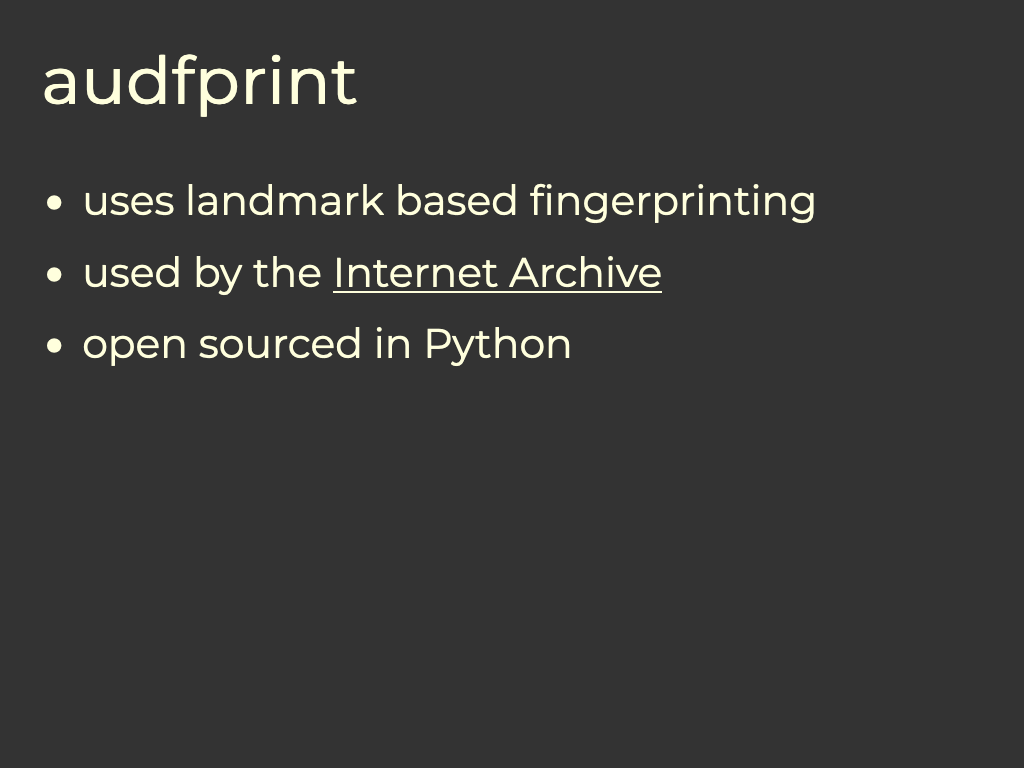 audfprint
• uses landmark based fingerprinting
• used by the Internet Archive
• open sourced in Python